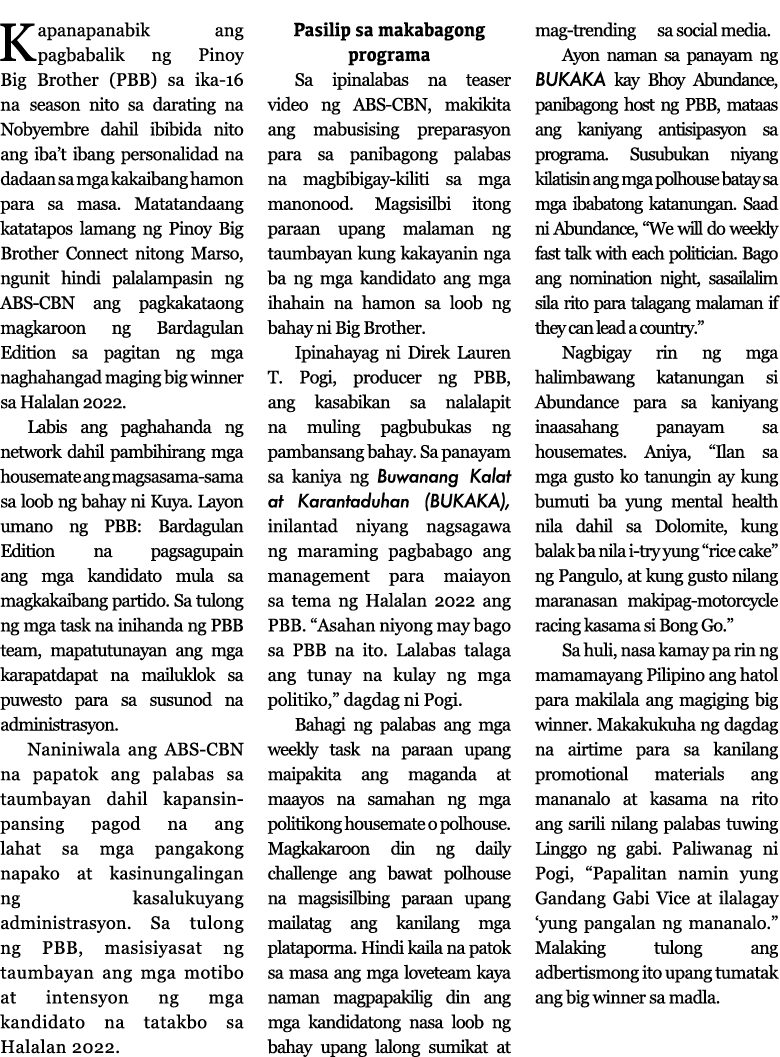 Kapanapanabik ang
pagbabalik ng Pinoy
Big Brother (PBB) sa ika-16
na season nito sa darating na
Nobyembre dahil ibibida nito
ang iba’t ibang personalidad na
dadaan sa mga kakaibang hamon
para sa masa. Matatandaang
katatapos lamang ng Pinoy Big
Brother Connect nitong Marso,
ngunit hindi palalampasin ng
ABS-CBN ang pagkakataong
magkaroon ng Bardagulan
Edition sa pagitan ng mga
naghahangad maging big winner
sa Halalan 2022.
Labis ang paghahanda ng
network dahil pambihirang mga
housemate ang magsasama-sama
sa loob ng bahay ni Kuya. Layon
umano ng PBB: Bardagulan
Edition na pagsagupain
ang mga kandidato mula sa
magkakaibang partido. Sa tulong
ng mga task na inihanda ng PBB
team, mapatutunayan ang mga
karapatdapat na mailuklok sa
puwesto para sa susunod na
administrasyon.
Naniniwala ang ABS-CBN
na papatok ang palabas sa
taumbayan dahil kapansin-
pansing pagod na ang
lahat sa mga pangakong
napako at kasinungalingan
ng kasalukuyang
administrasyon. Sa tulong
ng PBB, masisiyasat ng
taumbayan ang mga motibo
at intensyon ng mga
kandidato na tatakbo sa
Halalan 2022.
Pasilip sa makabagong
programa
Sa ipinalabas na teaser
video ng ABS-CBN, makikita
ang mabusising preparasyon
para sa panibagong palabas
na magbibigay-kiliti sa mga
manonood. Magsisilbi itong
paraan upang malaman ng
taumbayan kung kakayanin nga
ba ng mga kandidato ang mga
ihahain na hamon sa loob ng
bahay ni Big Brother.
Ipinahayag ni Direk Lauren
T. Pogi, producer ng PBB,
ang kasabikan sa nalalapit
na muling pagbubukas ng
pambansang bahay. Sa panayam
sa kaniya ng Buwanang Kalat
at Karantaduhan (BUKAKA),
inilantad niyang nagsagawa
ng maraming pagbabago ang
management para maiayon
sa tema ng Halalan 2022 ang
PBB. “Asahan niyong may bago
sa PBB na ito. Lalabas talaga
ang tunay na kulay ng mga
politiko,” dagdag ni Pogi.
Bahagi ng palabas ang mga
weekly task na paraan upang
maipakita ang maganda at
maayos na samahan ng mga
politikong housemate o polhouse.
Magkakaroon din ng daily
challenge ang bawat polhouse
na magsisilbing paraan upang
mailatag ang kanilang mga
plataporma. Hindi kaila na patok
sa masa ang mga loveteam kaya
naman magpapakilig din ang
mga kandidatong nasa loob ng
bahay upang lalong sumikat at
mag-trending sa social media.
Ayon naman sa panayam ng
BUKAKA kay Bhoy Abundance,
panibagong host ng PBB, mataas
ang kaniyang antisipasyon sa
programa. Susubukan niyang
kilatisin ang mga polhouse batay sa
mga ibabatong katanungan. Saad
ni Abundance, “We will do weekly
fast talk with each politician. Bago
ang nomination night, sasailalim
sila rito para talagang malaman if
they can lead a country.”
Nagbigay rin ng mga
halimbawang katanungan si
Abundance para sa kaniyang
inaasahang panayam sa
housemates. Aniya, “Ilan sa
mga gusto ko tanungin ay kung
bumuti ba yung mental health
nila dahil sa Dolomite, kung
balak ba nila i-try yung “rice cake”
ng Pangulo, at kung gusto nilang
maranasan makipag-motorcycle
racing kasama si Bong Go.”
Sa huli, nasa kamay pa rin ng
mamamayang Pilipino ang hatol
para makilala ang magiging big
winner. Makakukuha ng dagdag
na airtime para sa kanilang
promotional materials ang
mananalo at kasama na rito
ang sarili nilang palabas tuwing
Linggo ng gabi. Paliwanag ni
Pogi, “Papalitan namin yung
Gandang Gabi Vice at ilalagay
‘yung pangalan ng mananalo.”
Malaking tulong ang
adbertismong ito upang tumatak
ang big winner sa madla.